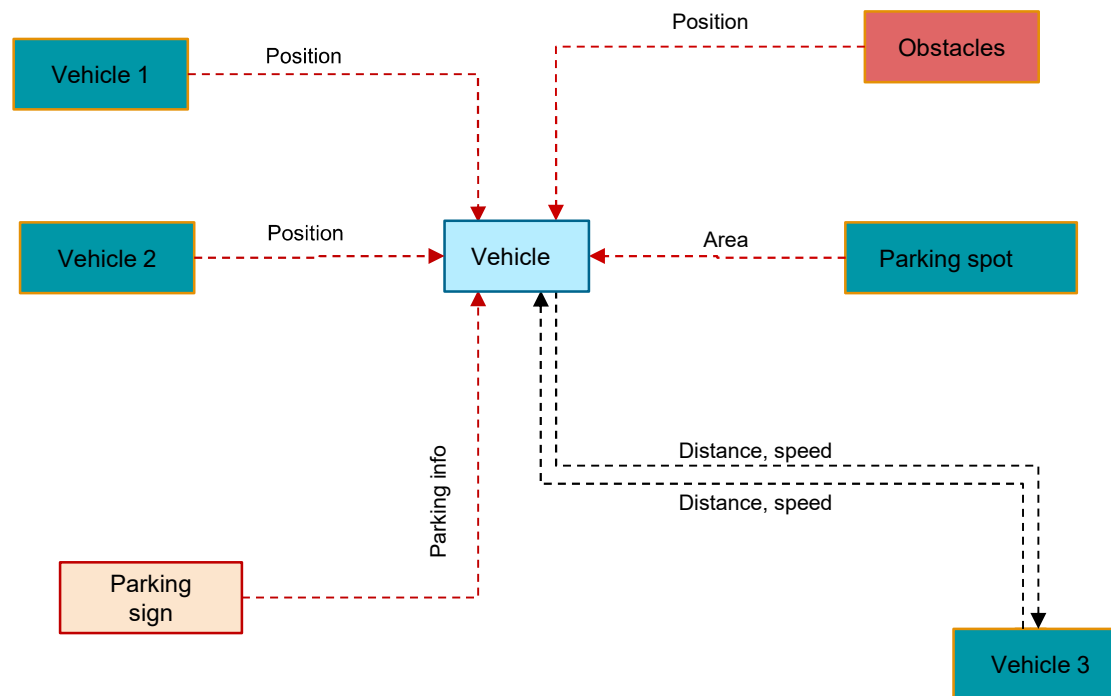 Position
Obstacles
Vehicle 1
Position
Vehicle 2
Position
Vehicle
Area
Parking spot
Parking info
Distance, speed
Distance, speed
Parking
sign
Vehicle 3